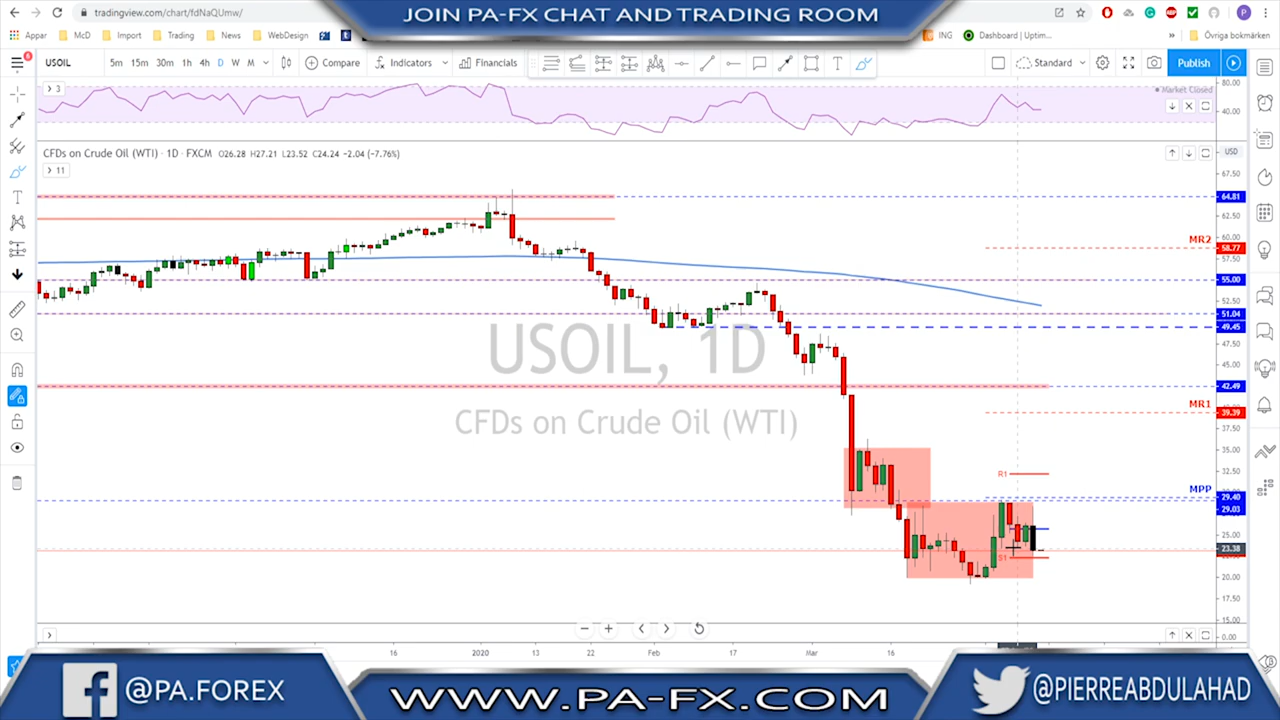 tradingview.com/chart/fdNaQUmw/
JOIN PA-FX CHAT AND TRADING ROOM
Appar
McD
Import
Trading
News
WebDesign
ING
Dashboard | Uptim...
Övriga bokmärken
USOIL
5m 15m 30m 1h 4h D W M
Compare
Indicators
Financials
Standard
Publish
3
Market Closed
80.00
40.00
CFDs on Crude Oil (WTI) · 1D · FXCM O26.28 H27.21 L23.52 C24.24 -2.04 (-7.76%)
USD
11
67.50
64.81
62.50
60.00
MR2
58.77
57.50
55.00
52.50
51.04
49.45
47.50
45.00
42.49
MR1
39.39
37.50
35.00
32.50
R1
MPP
29.40
29.03
25.00
23.38
S1
20.00
17.50
15.00
0.00
USOIL, 1D
CFDs on Crude Oil (WTI)
16 2020 13 22 Feb 17 Mar 16
@PA.FOREX
WWW.PA-FX.COM
@PIERREABDULAHAD